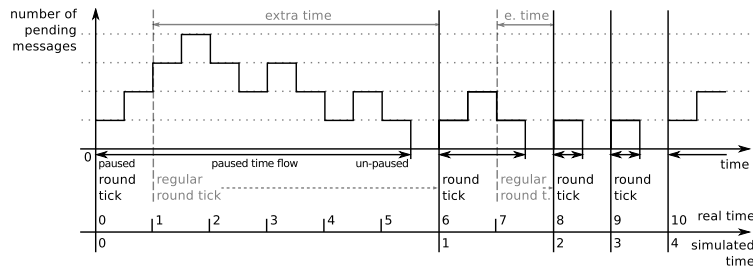 number of
pending
messages
extra time
e. time
0
paused
paused time flow
un-paused
time
round
tick
regular
round tick
round
tick
regular
round t.
round
tick
round
tick
0 1 2 3 4 5 6 7 8 9 10 real time
0 1 2 3 4 simulated
time